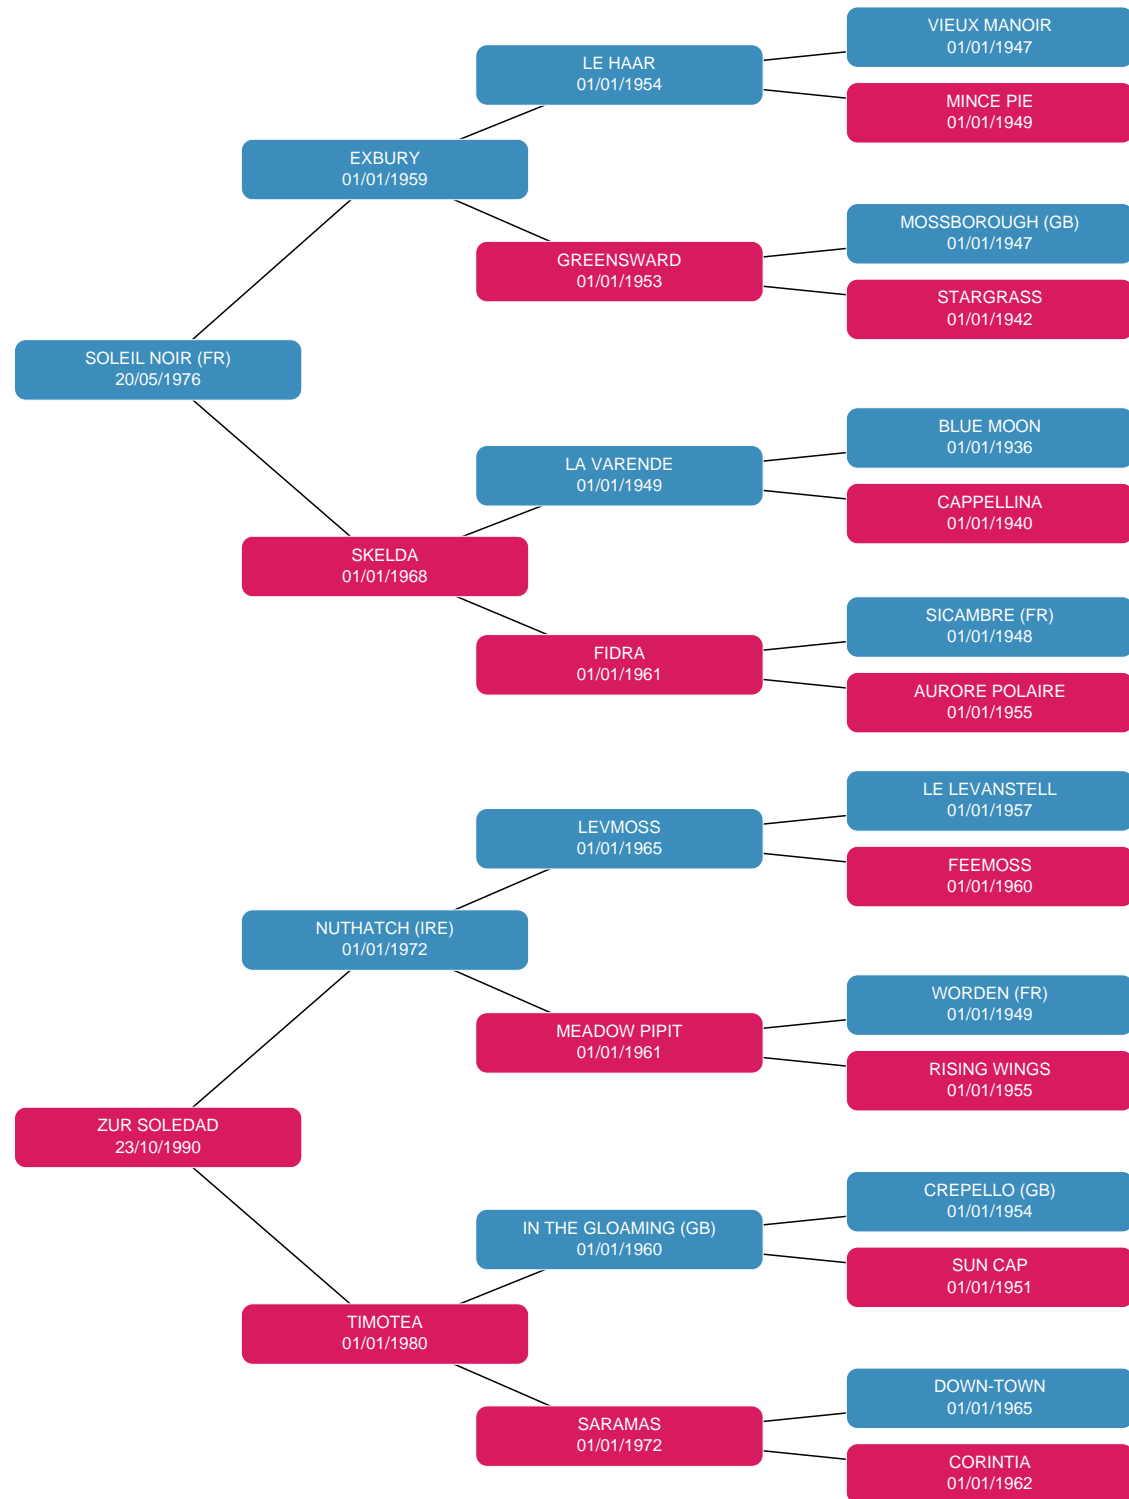 VIEUX MANOIR
01/01/1947
LE HAAR
01/01/1954
MINCE PIE
01/01/1949
EXBURY
01/01/1959
MOSSBOROUGH (GB)
01/01/1947
GREENSWARD
01/01/1953
STARGRASS
01/01/1942
SOLEIL NOIR (FR)
20/05/1976
BLUE MOON
01/01/1936
LA VARENDE
01/01/1949
CAPPELLINA
01/01/1940
SKELDA
01/01/1968
SICAMBRE (FR)
01/01/1948
FIDRA
01/01/1961
AURORE POLAIRE
01/01/1955
LE LEVANSTELL
01/01/1957
LEVMOSS
01/01/1965
FEEMOSS
01/01/1960
NUTHATCH (IRE)
01/01/1972
WORDEN (FR)
01/01/1949
MEADOW PIPIT
01/01/1961
RISING WINGS
01/01/1955
ZUR SOLEDAD
23/10/1990
CREPELLO (GB)
01/01/1954
IN THE GLOAMING (GB)
01/01/1960
SUN CAP
01/01/1951
TIMOTEA
01/01/1980
DOWN-TOWN
01/01/1965
SARAMAS
01/01/1972
CORINTIA
01/01/1962